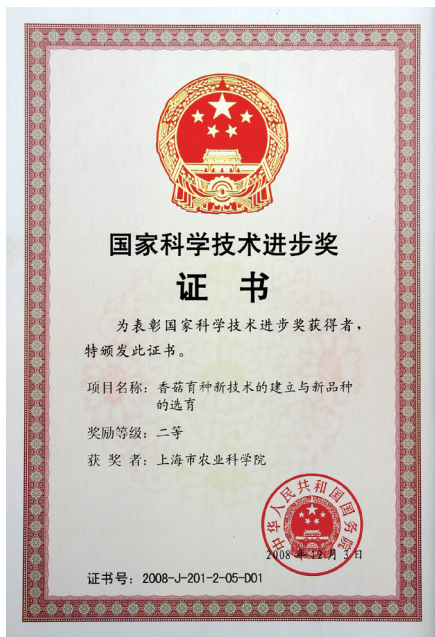 国家科学技术进步奖
证书
为表彰国家科学技术进步奖获得者，
特颁发此证书。
项目名称：香菇育种新技术的建立与新品种
的选育
奖励等级：二等
获奖者：上海市农业科学院
中华人民共和国国务院
2008年12月3日
证书号：2008-J-201-2-05-D01